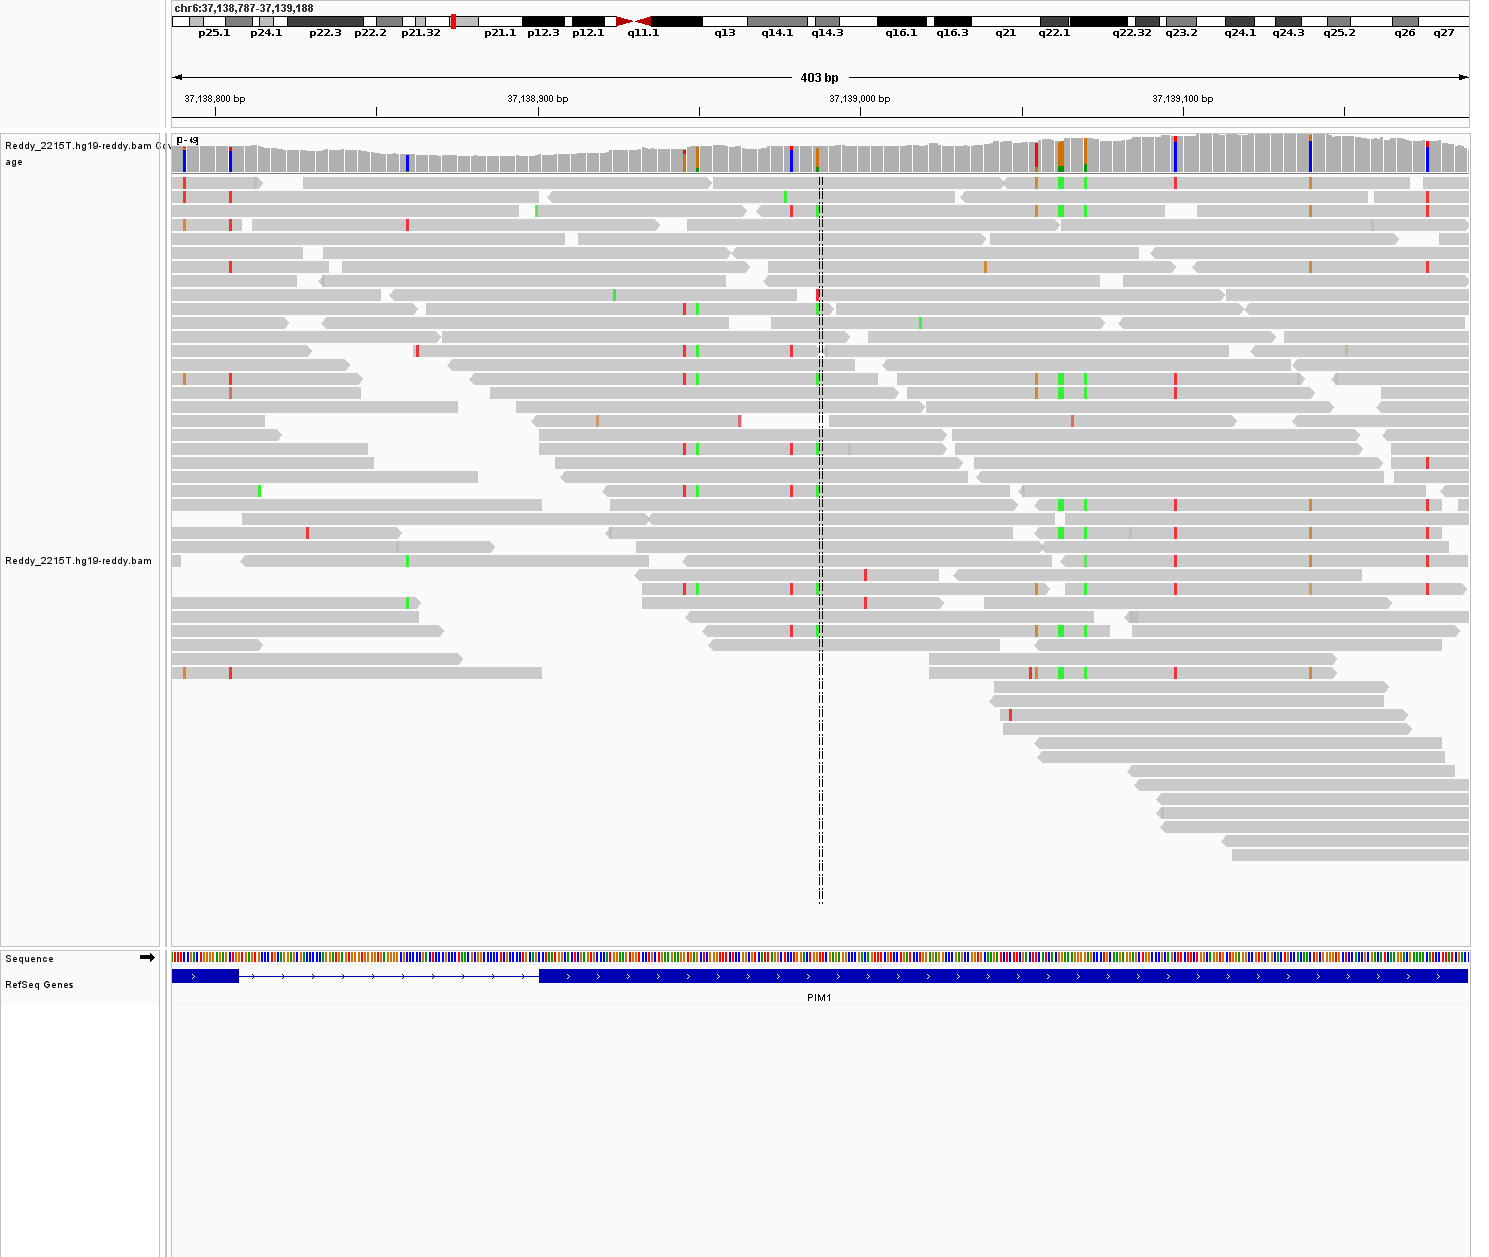 chr6:37,138,787-37,139,188
p25.1 p24.1 p22.3 p22.2 p21.32 p21.1 p12.3 p12.1 q11.1 q13 q14.1 q14.3 q16.1 q16.3 q21 q22.1 q22.32 q23.2 q24.1 q24.3 q25.2 q26 q27
403 bp
37,138,800 bp 37,138,900 bp 37,139,000 bp 37,139,100 bp
Reddy_2215T.hg19-reddy.bam
age
Reddy_2215T.hg19-reddy.bam
Sequence
RefSeq Genes
PIM1